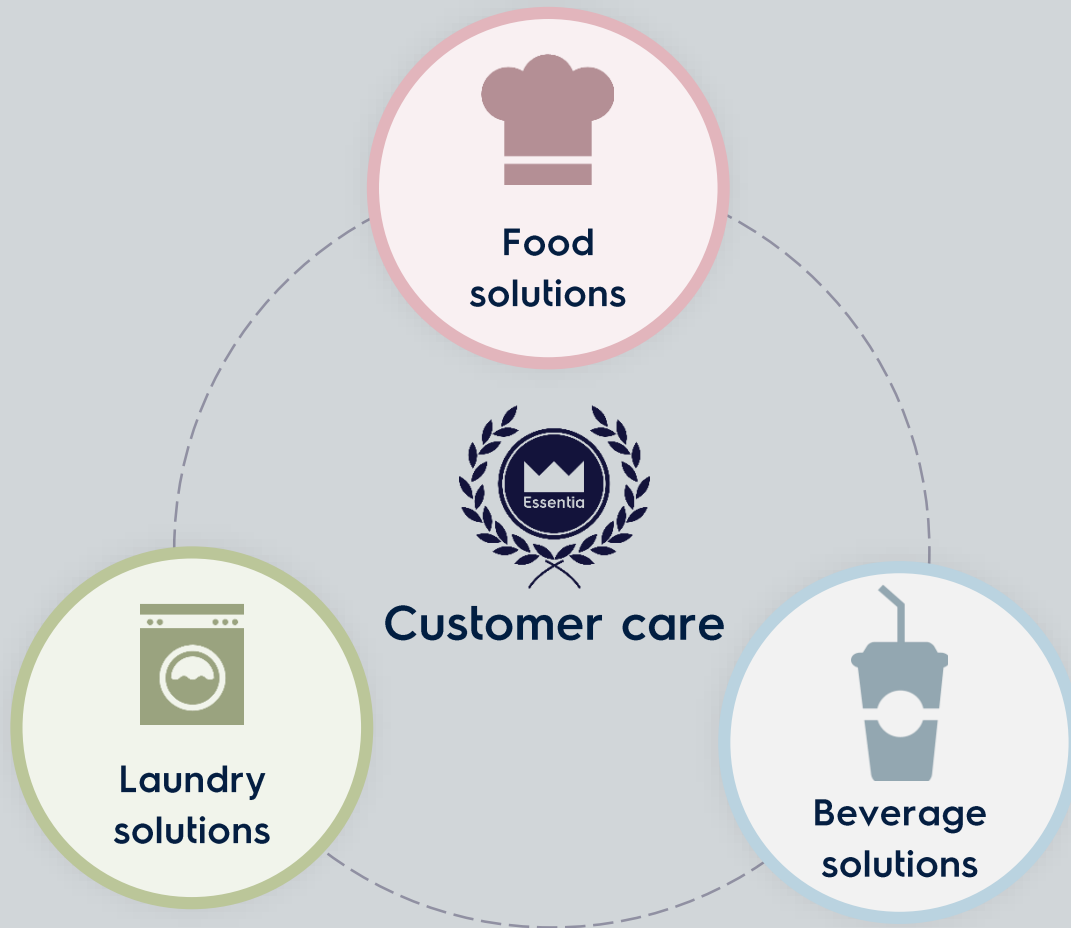 Food
solutions
Essentia
Customer care
Laundry
solutions
Beverage
solutions